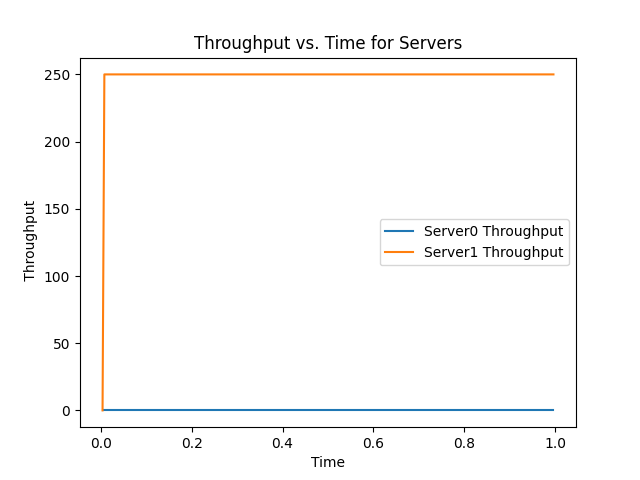 Throughput vs. Time for Servers
250
200
150
100
50
0
Throughput
Server0 Throughput
Server1 Throughput
0.0 0.2 0.4 0.6 0.8 1.0
Time